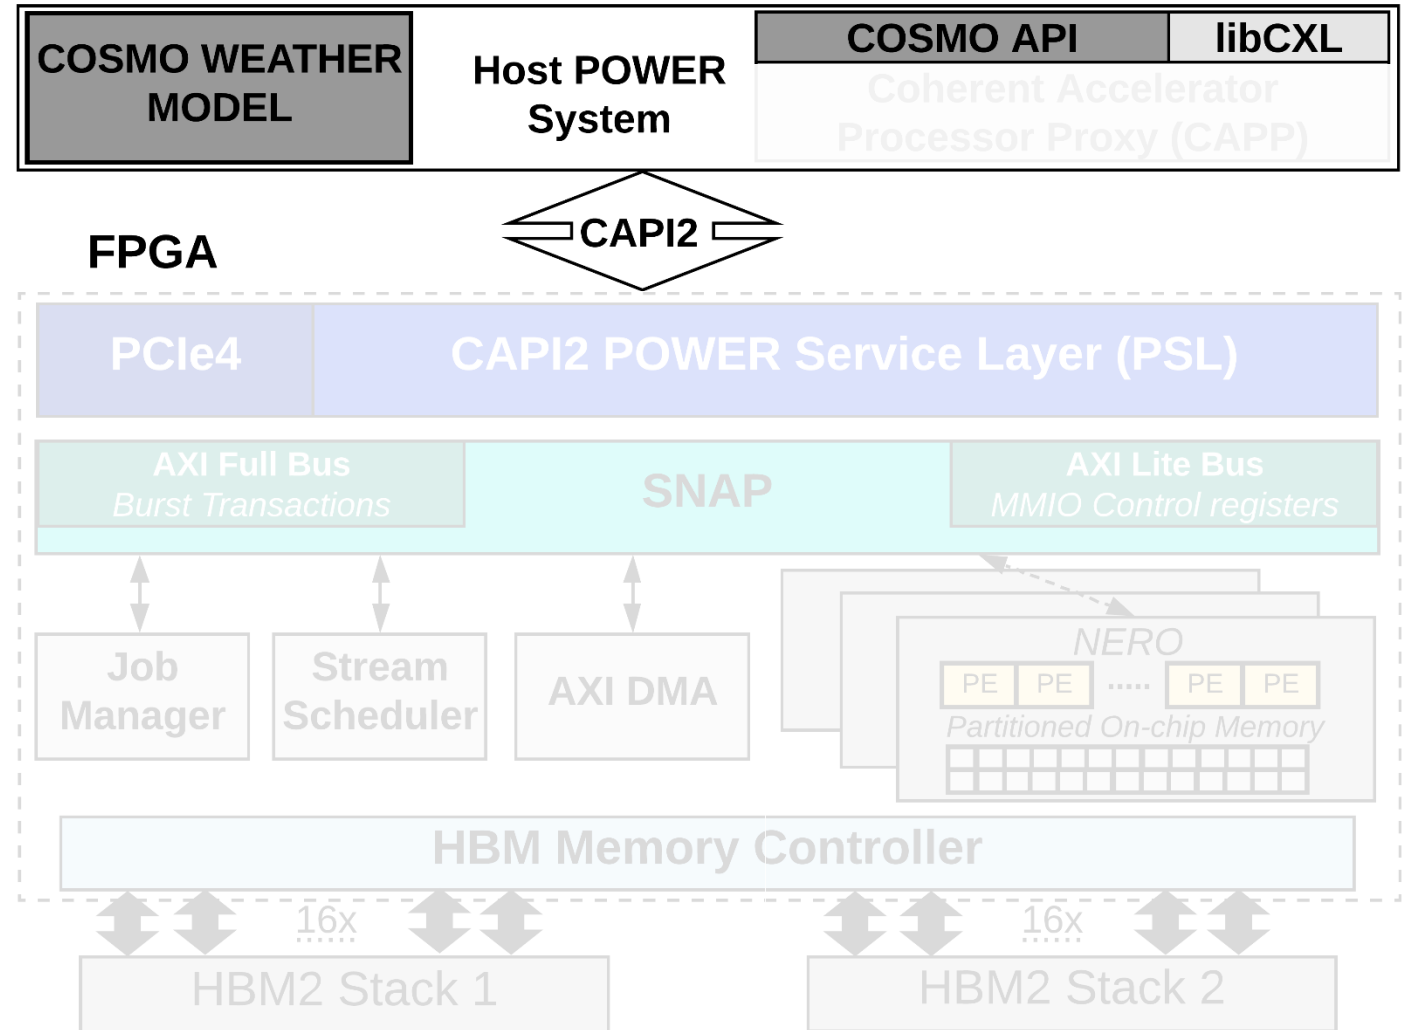 COSMO WEATHER
MODEL
Host POWER
System
COSMO API
libCXL
Coherent Accelerator
Processor Proxy (CAPP)
CAPI2
FPGA
PCIe4
CAPI2 POWER Service Layer (PSL)
AXI Full Bus
Burst Transactions
SNAP
AXI Lite Bus
MMIO Control registers
Job
Manager
Stream
Scheduler
AXI DMA
NERO
PE PE ..... PE PE
Partitioned On-chip Memory
HBM Memory Controller
16x
16x
HBM2 Stack 1
HBM2 Stack 2